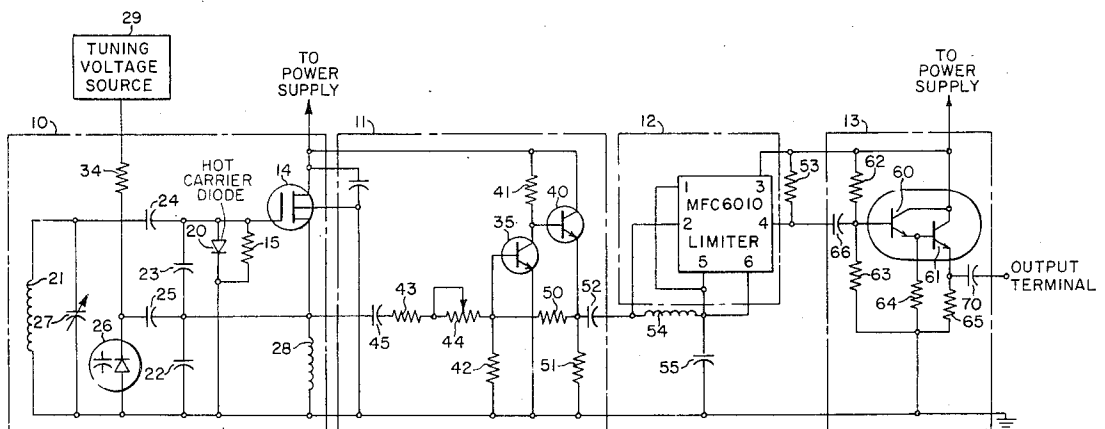 29
TUNING
VOLTAGE
SOURCE
TO
POWER
SUPPLY
TO
POWER
SUPPLY
10
11
12
13
34
HOT
CARRIER
DIODE
14
24
20
15
21
23
27
25
26
22
28
41
40
35
43
45
44
50
52
42
51
1
2
3
4
5
6
MFC6010
LIMITER
53
54
55
62
60
66
63
61
64
65
70
OUTPUT
TERMINAL